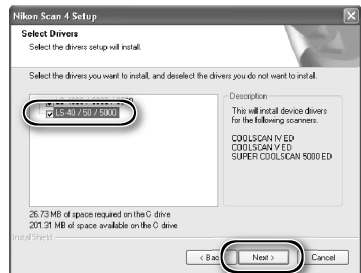 Nikon Scan 4 Setup
Select Drivers
Select the drivers setup will install.
Select the drivers you want to install, and deselect the drivers you do not want to install.
LS-40 / 50 / 5000
Description
This will install device drivers
for the following scanners.
COOLSCAN IV ED
COOLSCAN V ED
SUPER COOLSCAN 5000 ED
26.73 MB of space required on the C drive
201.31 MB of space available on the C drive
InstallShield
< Back
Next >
Cancel